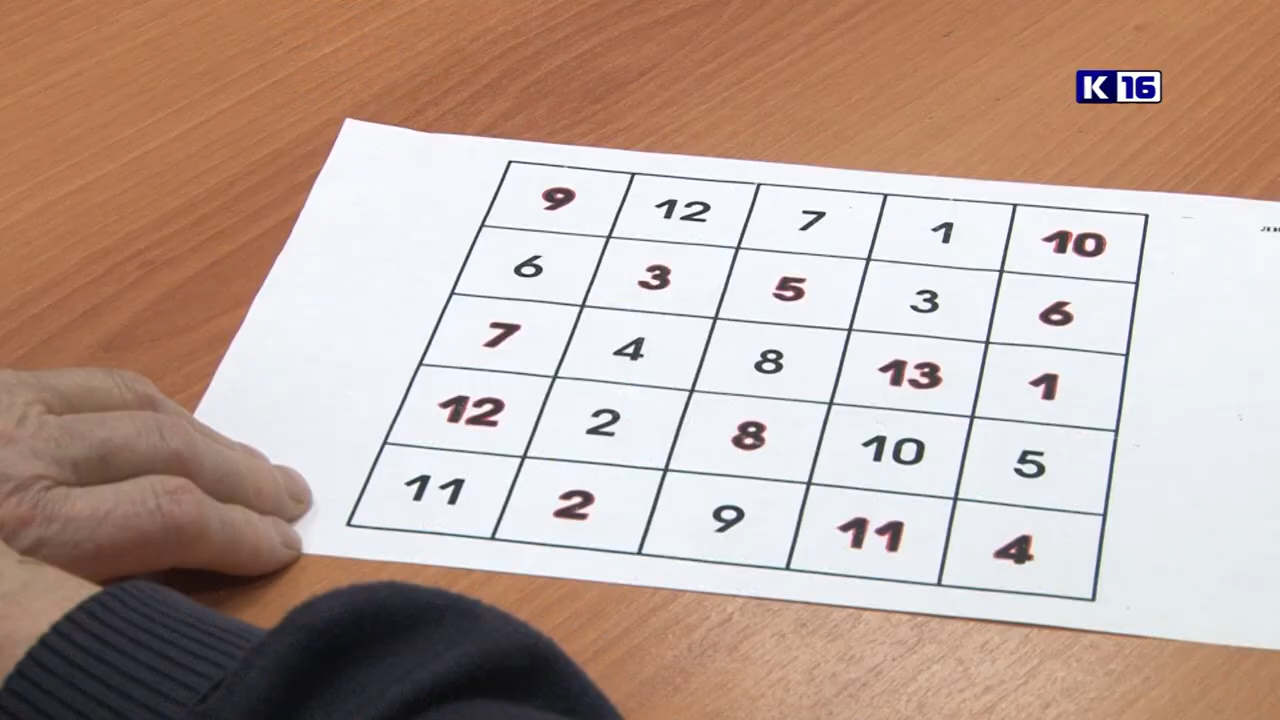 K 16
9 12 7 1 10
6 3 5 3 6
7 4 8 13 1
12 2 8 10 5
11 2 9 11 4